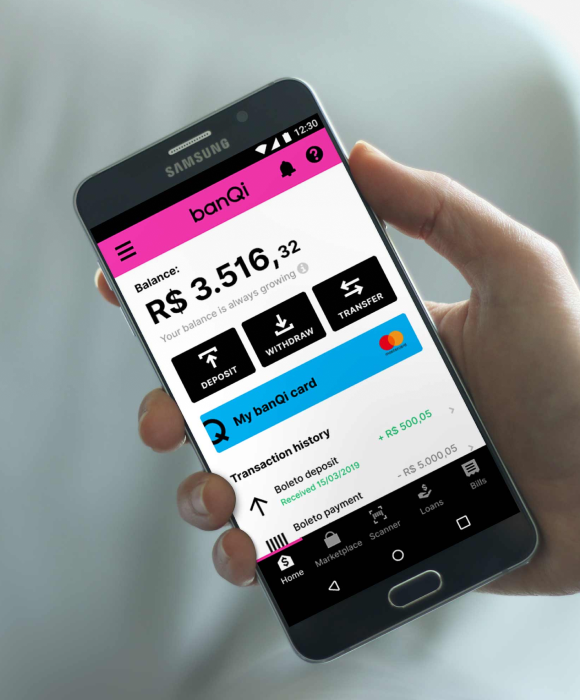 SAMSUNG
12:30
banQi
Balance:
R$ 3.516,32
Your balance is always growing
DEPOSIT
WITHDRAW
TRANSFER
My banQi card
mastercard
Transaction history
Boleto deposit
+ R$ 500,05
Received 15/03/2019
Boleto payment
- R$ 5.000,05
Home
Marketplace
Scanner
Loans
Bills